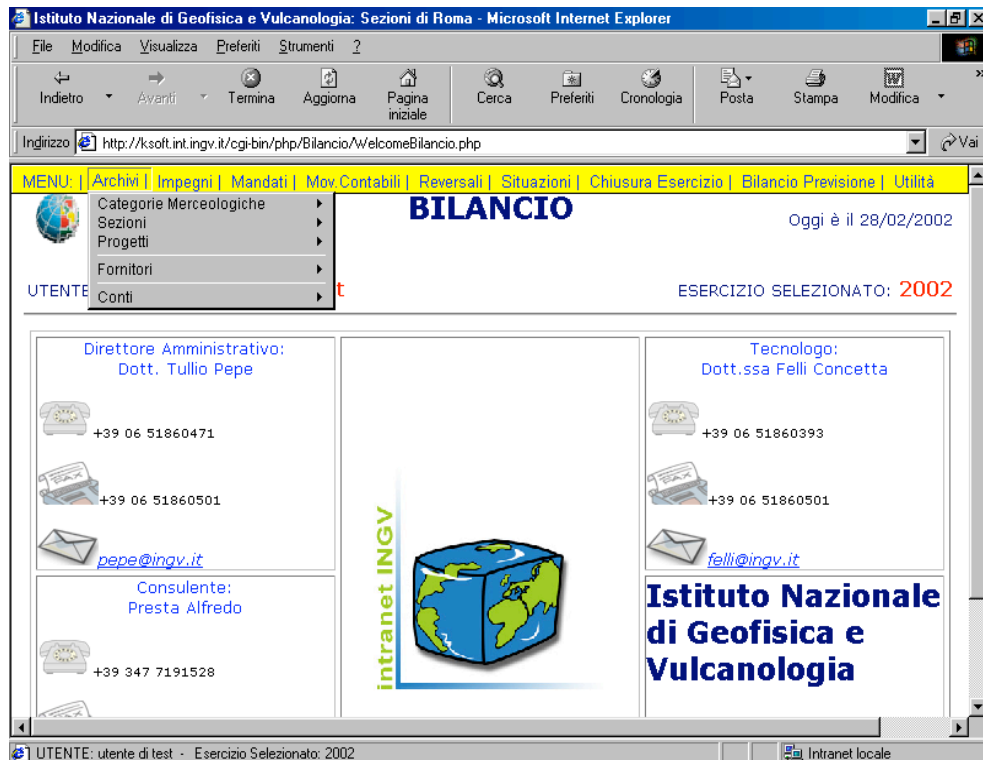 Istituto Nazionale di Geofisica e Vulcanologia: Sezioni di Roma - Microsoft Internet Explorer
File Modifica Visualizza Preferiti Strumenti ?
Indietro Avanti Termina Aggiorna Pagina iniziale Cerca Preferiti Cronologia Posta Stampa Modifica »
Indirizzo http://ksoft.int.ingv.it/cgi-bin/php/Bilancio/WelcomeBilancio.php Vai
MENU: | Archivi | Impegni | Mandati | Mov.Contabili | Reversali | Situazioni | Chiusura Esercizio | Bilancio Previsione | Utilità
Categorie Merceologiche
Sezioni
Progetti
Fornitori
Conti
BILANCIO
Oggi è il 28/02/2002
UTENTE t
ESERCIZIO SELEZIONATO: 2002
Direttore Amministrativo:
Dott. Tullio Pepe
+39 06 51860471
FAX
+39 06 51860501
pepe@ingv.it
Consulente:
Presta Alfredo
+39 347 7191528
intranet INGV
Tecnologo:
Dott.ssa Felli Concetta
+39 06 51860393
FAX
+39 06 51860501
felli@ingv.it
Istituto Nazionale
di Geofisica e
Vulcanologia
UTENTE: utente di test - Esercizio Selezionato: 2002
Intranet locale